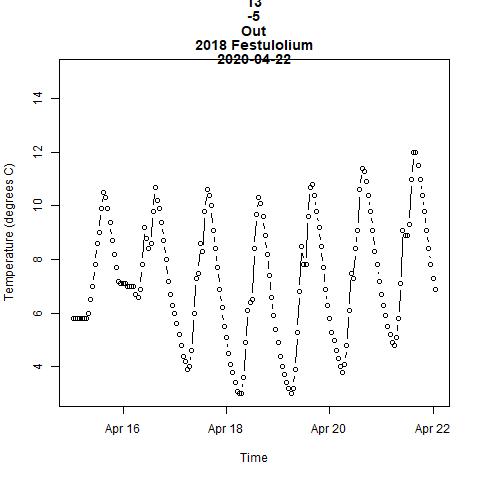 13
-5
Out
2018 Festulolium
2020-04-22
14
12
10
8
6
4
Temperature (degrees C)
Apr 16
Apr 18
Apr 20
Apr 22
Time